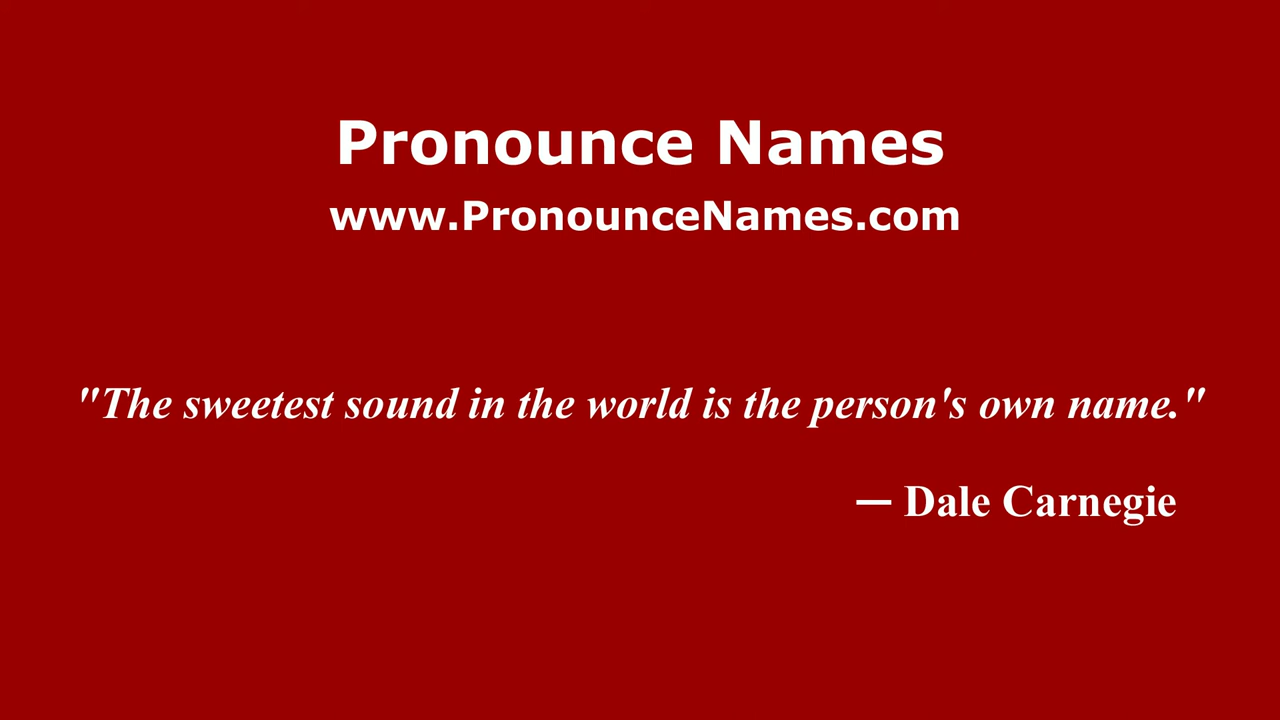 Pronounce Names
www.PronounceNames.com
"The sweetest sound in the world is the person's own name."
— Dale Carnegie